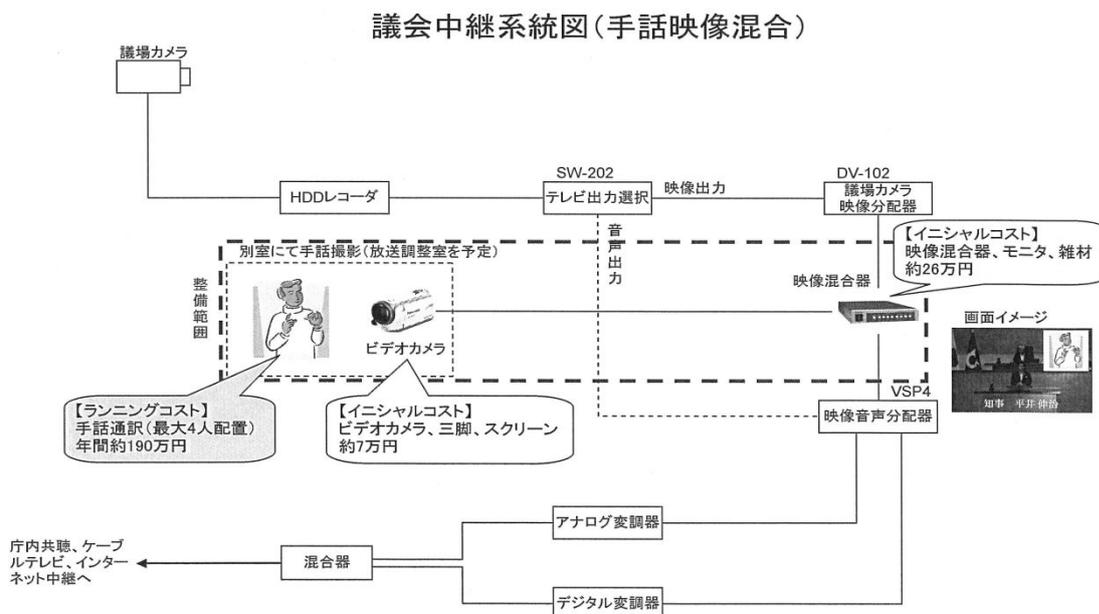 議会中継系統図(手話映像混合)
議場カメラ
HDDレコーダ
SW-202
テレビ出力選択
映像出力
DV-102
議場カメラ
映像分配器
音声出力
【イニシャルコスト】
映像混合器、モニタ、雑材
約26万円
別室にて手話撮影(放送調整室を予定)
整備範囲
映像混合器
ビデオカメラ
画面イメージ
知事 平井伸治
【ランニングコスト】
手話通訳(最大4人配置)
年間約190万円
【イニシャルコスト】
ビデオカメラ、三脚、スクリーン
約7万円
VSP4
映像音声分配器
アナログ変調器
庁内共聴、ケーブ
ルテレビ、インター
ネット中継へ
混合器
デジタル変調器